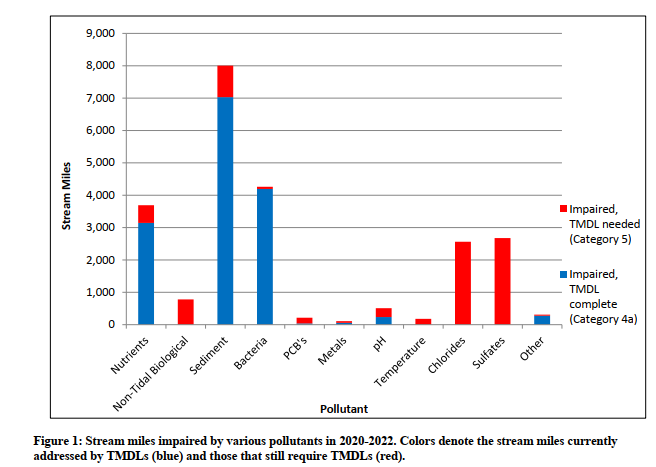 9,000
8,000
7,000
6,000
5,000
4,000
3,000
2,000
1,000
0
Stream Miles
Nutrients
Non-Tidal Biological
Sediment
Bacteria
PCB's
Metals
pH
Temperature
Chlorides
Sulfates
Other
Pollutant
Impaired,
TMDL needed
(Category 5)
Impaired,
TMDL
complete
(Category 4a)
Figure 1: Stream miles impaired by various pollutants in 2020-2022. Colors denote the stream miles currently
addressed by TMDLs (blue) and those that still require TMDLs (red).